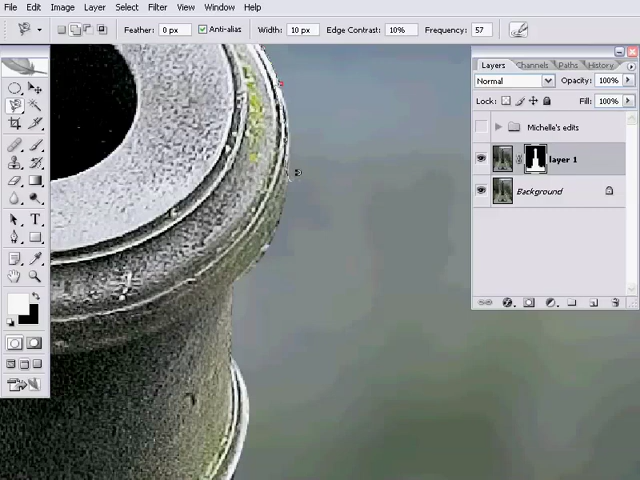 File Edit Image Layer Select Filter View Window Help
Feather: 0 px Anti-alias Width: 10 px Edge Contrast: 10% Frequency: 57
Layers Channels Paths History
Normal Opacity: 100%
Lock: Fill: 100%
Michelle's edits
layer 1
Background
T